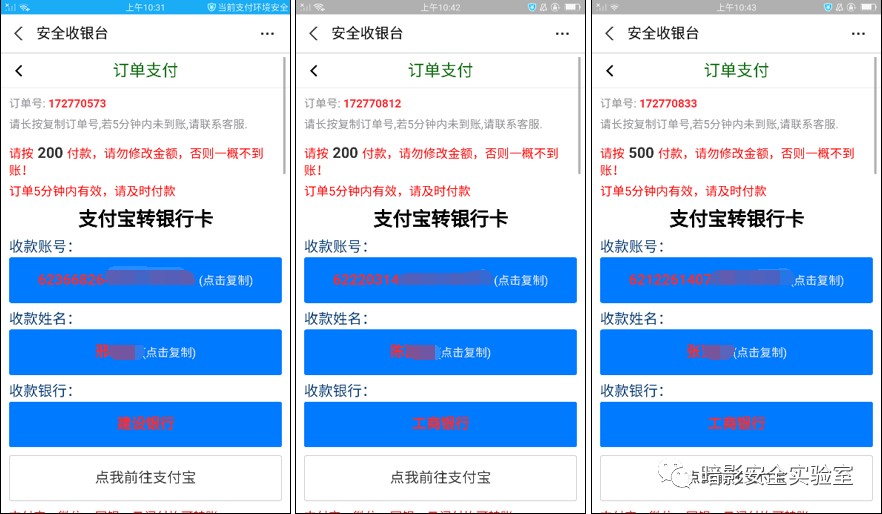 上午10:31
当前支付环境安全
安全收银台
订单支付
订单号: 172770573
请长按复制订单号,若5分钟内未到账,请联系客服.
请按 200 付款，请勿修改金额，否则一概不到
账！
订单5分钟内有效，请及时付款
支付宝转银行卡
收款账号：
62366826
(点击复制)
收款姓名：
(点击复制)
收款银行：
建设银行
点我前往支付宝
上午10:42
安全收银台
订单支付
订单号: 172770812
请长按复制订单号,若5分钟内未到账,请联系客服.
请按 200 付款，请勿修改金额，否则一概不到
账！
订单5分钟内有效，请及时付款
支付宝转银行卡
收款账号：
62220314
(点击复制)
收款姓名：
(点击复制)
收款银行：
工商银行
点我前往支付宝
上午10:43
安全收银台
订单支付
订单号: 172770833
请长按复制订单号,若5分钟内未到账,请联系客服.
请按 500 付款，请勿修改金额，否则一概不到
账！
订单5分钟内有效，请及时付款
支付宝转银行卡
收款账号：
6212261407
(点击复制)
收款姓名：
张
(点击复制)
收款银行：
工商银行
点我前往支付宝
暗影安全实验室